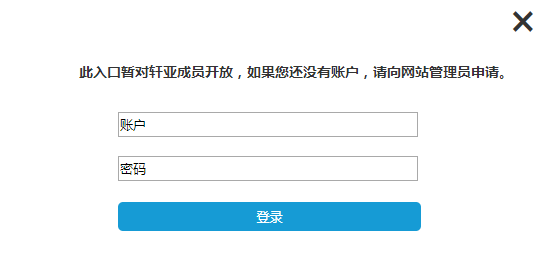 此入口暂对轩亚成员开放，如果您还没有账户，请向网站管理员申请。
账户
密码
登录